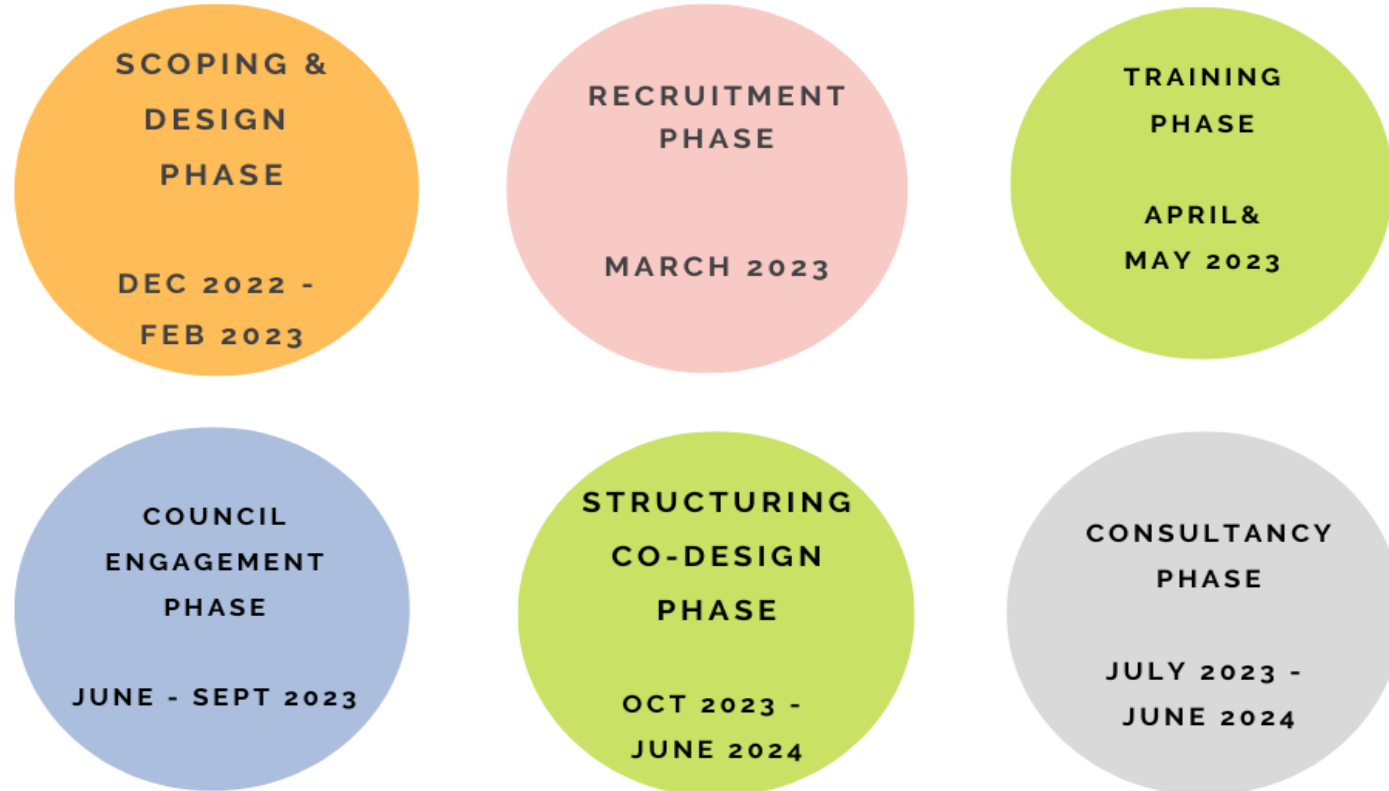 SCOPING &
DESIGN
PHASE
DEC 2022 -
FEB 2023
RECRUITMENT
PHASE
MARCH 2023
TRAINING
PHASE
APRIL&
MAY 2023
COUNCIL
ENGAGEMENT
PHASE
JUNE - SEPT 2023
STRUCTURING
CO-DESIGN
PHASE
OCT 2023 -
JUNE 2024
CONSULTANCY
PHASE
JULY 2023 -
JUNE 2024